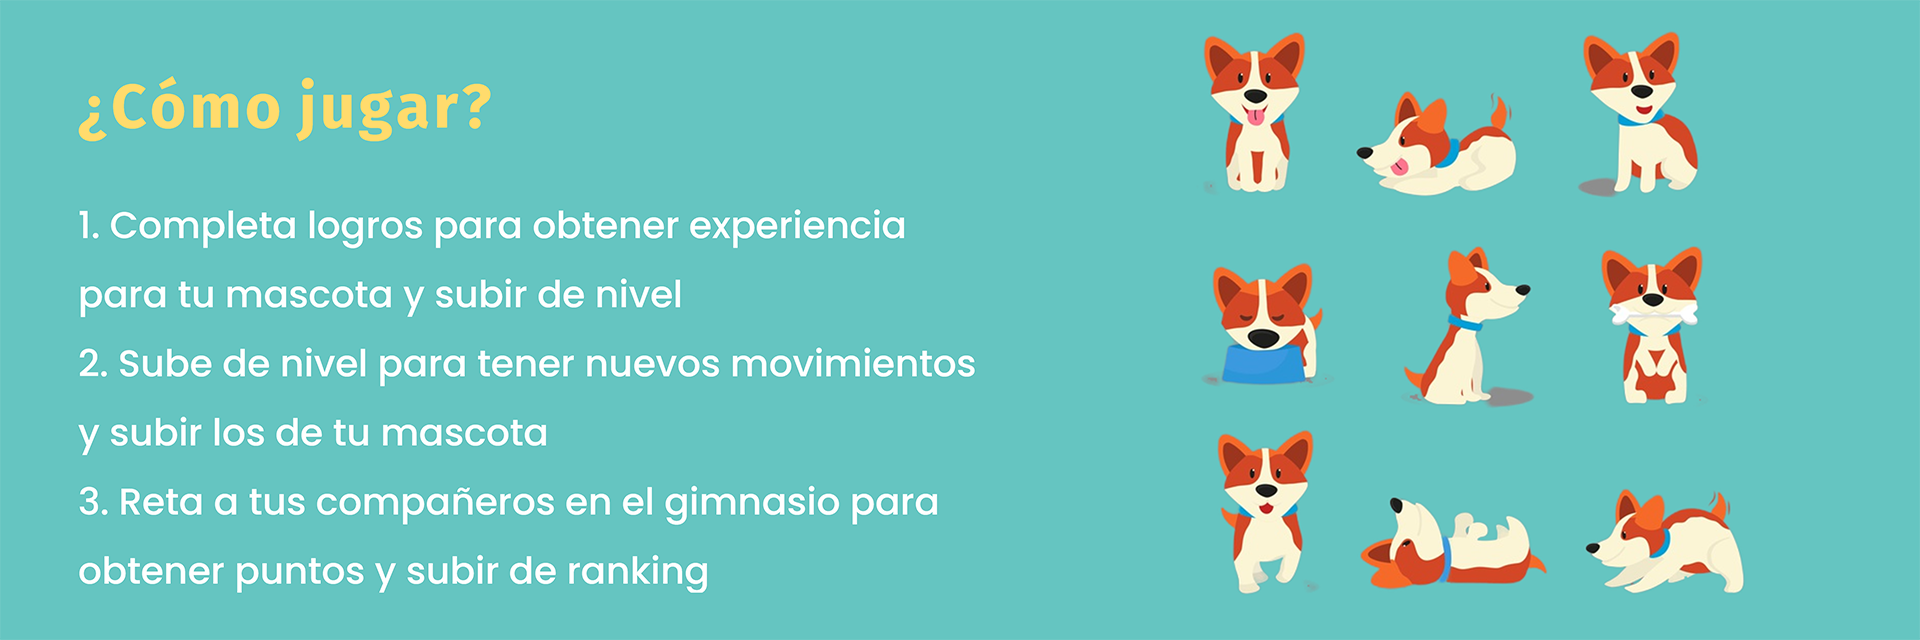 ¿Cómo jugar?
1. Completa logros para obtener experiencia
para tu mascota y subir de nivel
2. Sube de nivel para tener nuevos movimientos
y subir los de tu mascota
3. Reta a tus compañeros en el gimnasio para
obtener puntos y subir de ranking